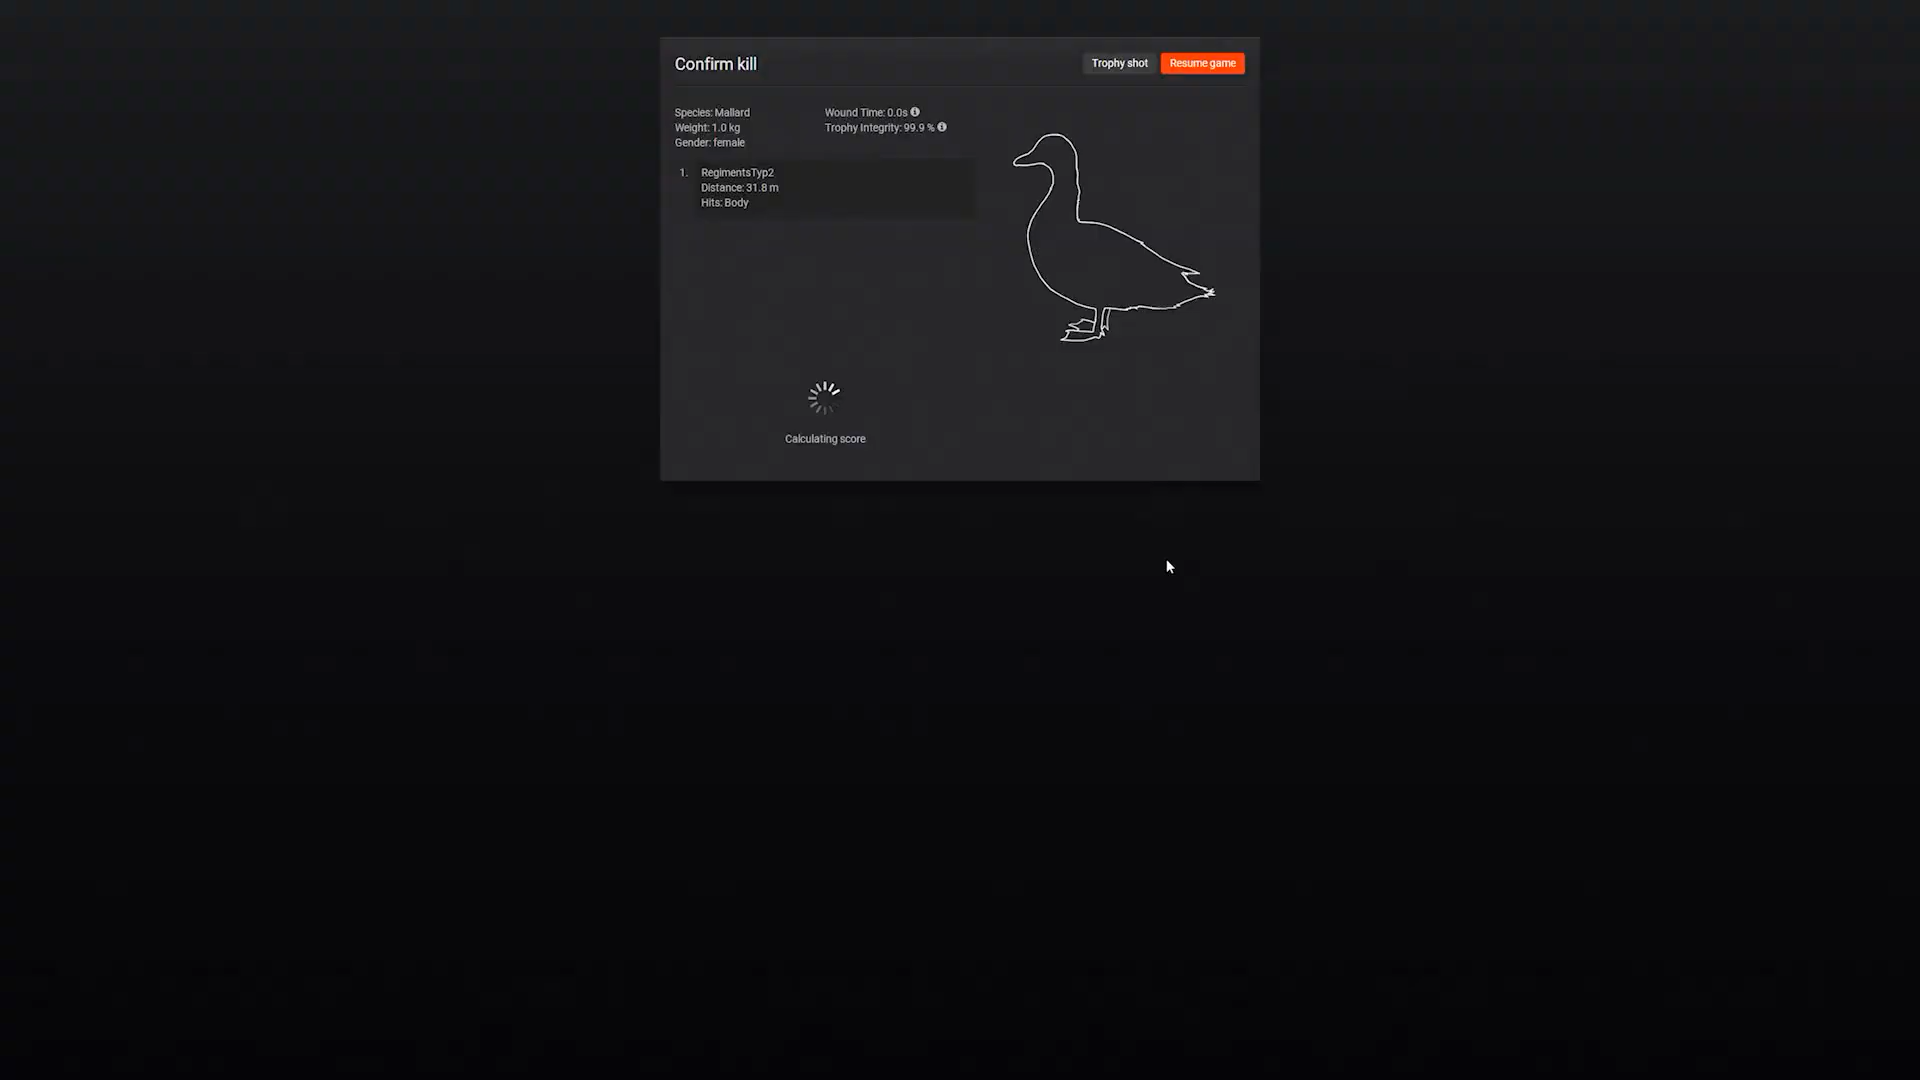 Confirm kill
Trophy shot
Resume game
Species: Mallard
Weight: 1.0 kg
Gender: female
Wound Time: 0.0s
Trophy Integrity: 99.9 %
1.
RegimentsTyp2
Distance: 31.8 m
Hits: Body
Calculating score